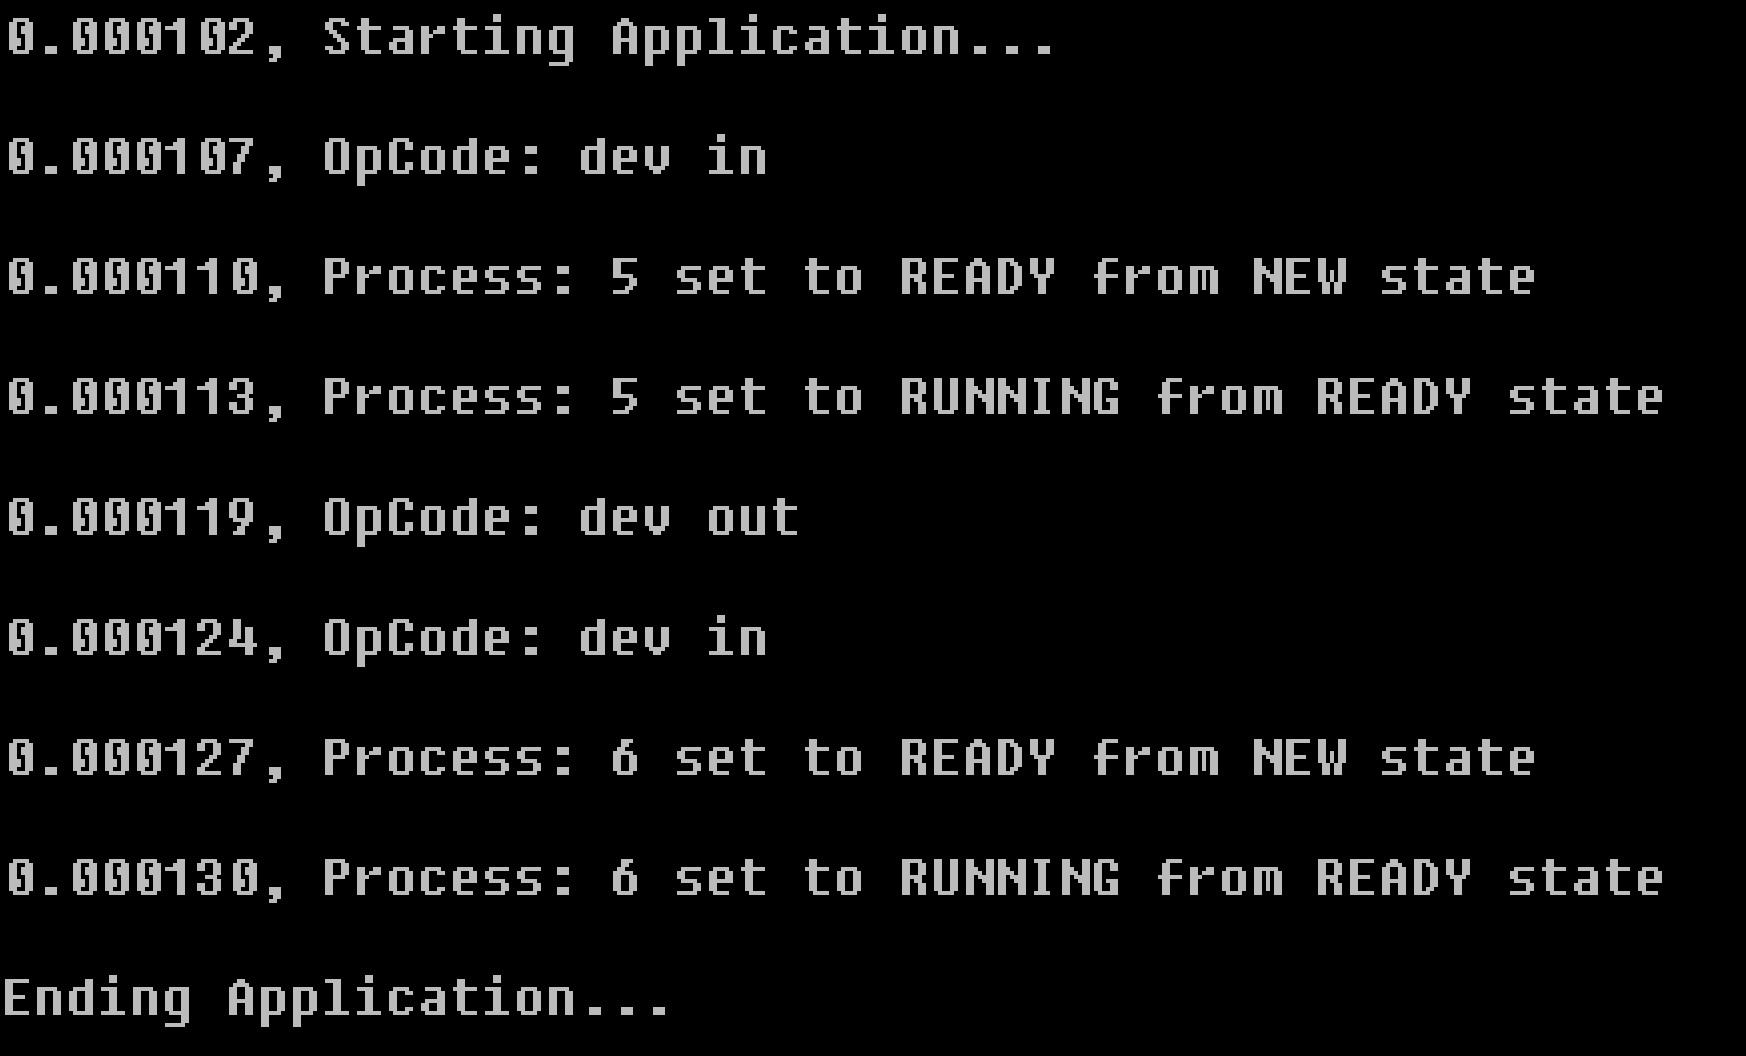 0.000102, Starting Application...
0.000107, OpCode: dev in
0.000110, Process: 5 set to READY from NEW state
0.000113, Process: 5 set to RUNNING from READY state
0.000119, OpCode: dev out
0.000124, OpCode: dev in
0.000127, Process: 6 set to READY from NEW state
0.000130, Process: 6 set to RUNNING from READY state
Ending Application...